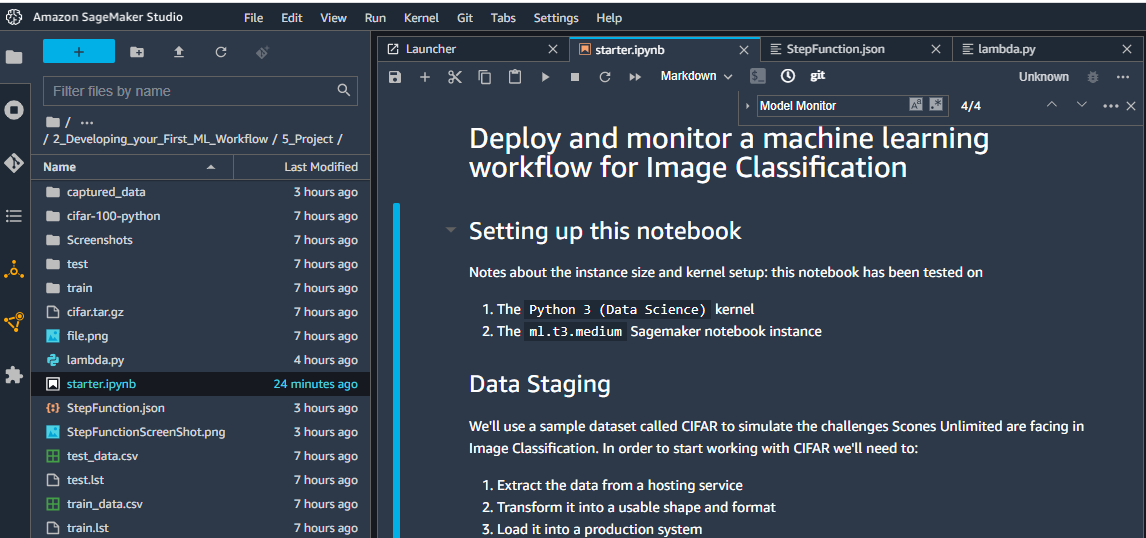 Amazon SageMaker Studio File Edit View Run Kernel Git Tabs Settings Help
+
Filter files by name
/ ...
/ 2_Developing_your_First_ML_Workflow / 5_Project /
Name Last Modified
captured_data 3 hours ago
cifar-100-python 7 hours ago
Screenshots 7 hours ago
test 7 hours ago
train 7 hours ago
cifar.tar.gz 7 hours ago
file.png 7 hours ago
lambda.py 4 hours ago
starter.ipynb 24 minutes ago
StepFunction.json 3 hours ago
StepFunctionScreenShot.png 3 hours ago
test_data.csv 7 hours ago
test.lst 7 hours ago
train_data.csv 7 hours ago
train.lst 7 hours ago
Launcher starter.ipynb StepFunction.json lambda.py
Markdown git Unknown
Model Monitor 4/4
Deploy and monitor a machine learning
workflow for Image Classification
Setting up this notebook
Notes about the instance size and kernel setup: this notebook has been tested on
1. The Python 3 (Data Science) kernel
2. The ml.t3.medium Sagemaker notebook instance
Data Staging
We'll use a sample dataset called CIFAR to simulate the challenges Scones Unlimited are facing in
Image Classification. In order to start working with CIFAR we'll need to:
1. Extract the data from a hosting service
2. Transform it into a usable shape and format
3. Load it into a production system